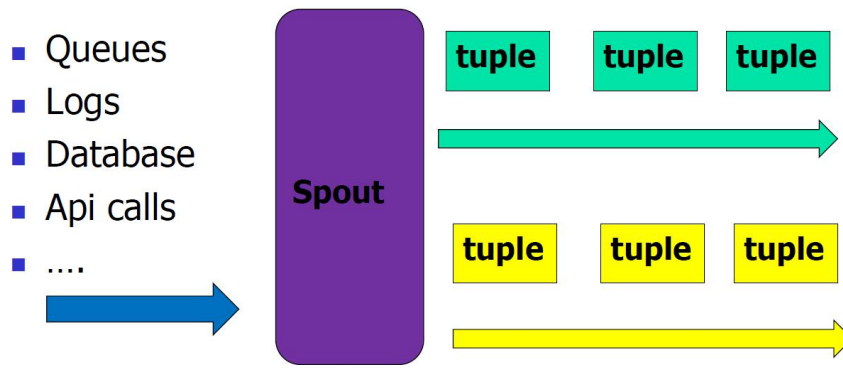 Queues
Logs
Database
Api calls
....
Spout
tuple tuple tuple
tuple tuple tuple